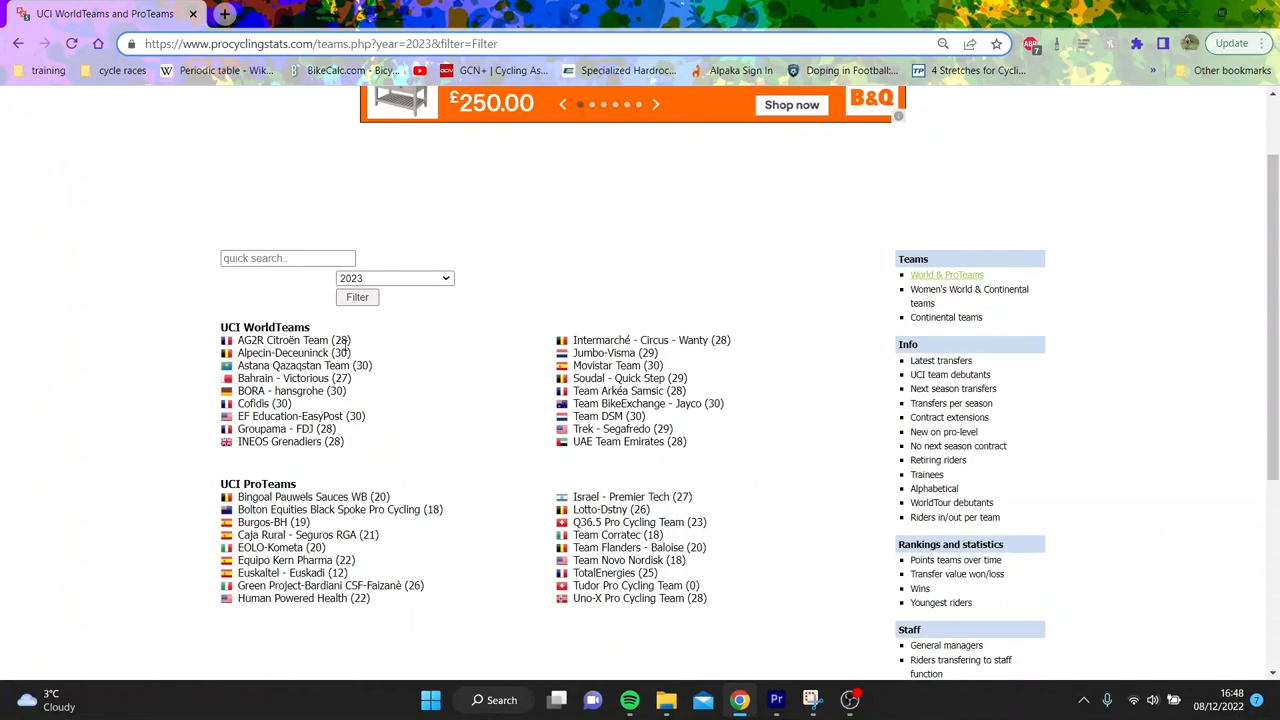 UCI WorldTeams and ProTeams
https://www.procyclingstats.com/teams.php?year=2023&filter=Filter
ABP
7
Update
training
cycle races
Periodic table - Wik...
BikeCalc.com - Bicy...
GCN+ | Cycling As...
Specialized Hardroc...
Alpaka Sign In
Doping in Football:...
4 Stretches for Cycli...
»
Other bookmarks
£250.00
Shop now
B&Q
quick search..
2023
Filter
UCI WorldTeams
AG2R Citroën Team (28)
Alpecin-Deceuninck (30)
Astana Qazaqstan Team (30)
Bahrain - Victorious (27)
BORA - hansgrohe (30)
Cofidis (30)
EF Education-EasyPost (30)
Groupama - FDJ (28)
INEOS Grenadiers (28)
Intermarché - Circus - Wanty (28)
Jumbo-Visma (29)
Movistar Team (30)
Soudal - Quick Step (29)
Team Arkéa Samsic (28)
Team BikeExchange - Jayco (30)
Team DSM (30)
Trek - Segafredo (29)
UAE Team Emirates (28)
UCI ProTeams
Bingoal Pauwels Sauces WB (20)
Bolton Equities Black Spoke Pro Cycling (18)
Burgos-BH (19)
Caja Rural - Seguros RGA (21)
EOLO-Kometa (20)
Equipo Kern Pharma (22)
Euskaltel - Euskadi (12)
Green Project-Bardiani CSF-Faizanè (26)
Human Powered Health (22)
Israel - Premier Tech (27)
Lotto-Dstny (26)
Q36.5 Pro Cycling Team (23)
Team Corratec (18)
Team Flanders - Baloise (20)
Team Novo Nordisk (18)
TotalEnergies (25)
Tudor Pro Cycling Team (0)
Uno-X Pro Cycling Team (28)
Teams
World & ProTeams
Women's World & Continental
teams
Continental teams
Info
Latest transfers
UCI team debutants
Next season transfers
Transfers per season
Contract extensions
New on pro-level
No next season contract
Retiring riders
Trainees
Alphabetical
WorldTour debutants
Riders in/out per team
Rankings and statistics
Points teams over time
Transfer value won/loss
Wins
Youngest riders
Staff
General managers
Riders transfering to staff
function
3°C
Cloudy
Search
Pr
16:48
08/12/2022
7